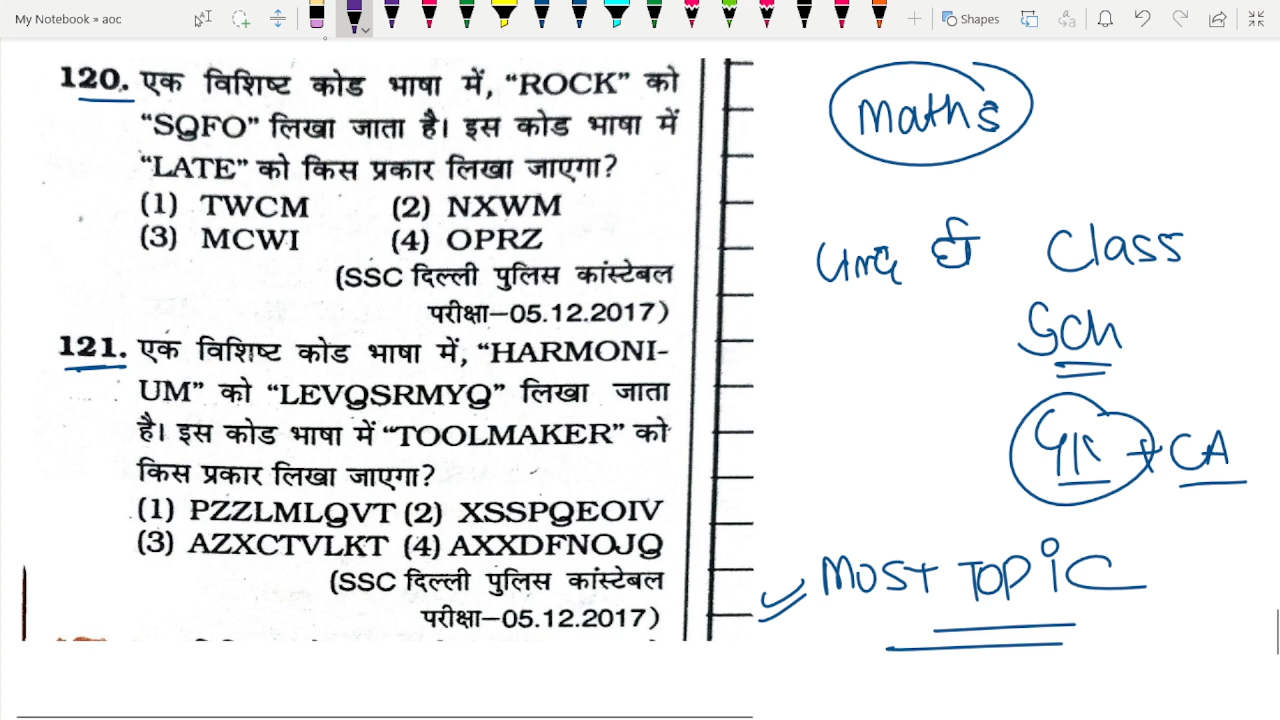 My Notebook » aoc
Shapes
120. एक विशिष्ट कोड भाषा में, “ROCK” को
“SQFO” लिखा जाता है। इस कोड भाषा में
“LATE” को किस प्रकार लिखा जाएगा?
(1) TWCM (2) NXWM
(3) MCWI (4) OPRZ
(SSC दिल्ली पुलिस कांस्टेबल
परीक्षा–05.12.2017)
121. एक विशिष्ट कोड भाषा में, “HARMONI-
UM” को “LEVQSRMYQ” लिखा जाता
है। इस कोड भाषा में “TOOLMAKER” को
किस प्रकार लिखा जाएगा?
(1) PZZLMLQVT (2) XSSPQEOIV
(3) AZXCTVLKT (4) AXXDFNOJQ
(SSC दिल्ली पुलिस कांस्टेबल
परीक्षा–05.12.2017)
Maths
Class
Sch
GK + CA
MOST TOPIC